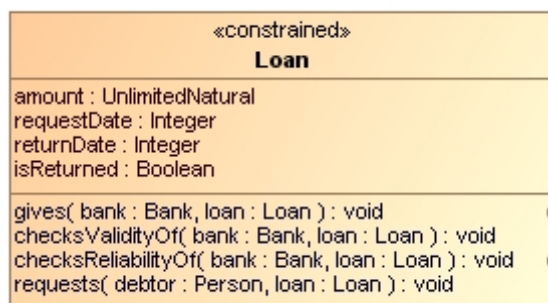 «constrained»
Loan
amount : UnlimitedNatural
requestDate : Integer
returnDate : Integer
isReturned : Boolean
gives( bank : Bank, loan : Loan ) : void
checksValidityOf( bank : Bank, loan : Loan ) : void
checksReliabilityOf( bank : Bank, loan : Loan ) : void
requests( debtor : Person, loan : Loan ) : void